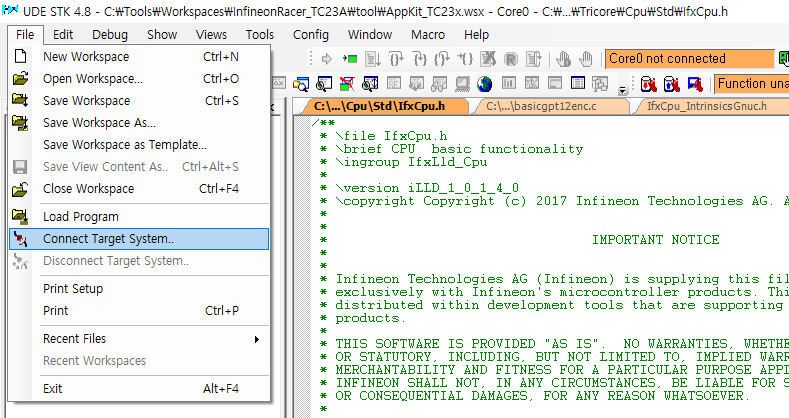 UDE STK 4.8 - C:₩Tools₩Workspaces₩InfineonRacer_TC23A₩tool₩AppKit_TC23x.wsx - Core0 - C:₩...₩Tricore₩Cpu₩Std₩IfxCpu.h
File Edit Debug Show Views Tools Config Window Macro Help
New Workspace Ctrl+N
Open Workspace... Ctrl+O
Save Workspace Ctrl+S
Save Workspace As...
Save Workspace as Template...
Save View Content As.. Ctrl+Alt+S
Close Workspace Ctrl+F4
Load Program
Connect Target System..
Disconnect Target System..
Print Setup
Print Ctrl+P
Recent Files
Recent Workspaces
Exit Alt+F4
Core0 not connected
Function
C:\...\Cpu\Std\IfxCpu.h
C:\...\basicgpt12enc.c
IfxCpu_IntrinsicsGnuc.h
/**
* \file IfxCpu.h
* \brief CPU basic functionality
* \ingroup IfxLld_Cpu
*
* \version iLLD_1_0_1_4_0
* \copyright Copyright (c) 2017 Infineon Technologies AG. A
*
*
* IMPORTANT NOTICE
*
*
* Infineon Technologies AG (Infineon) is supplying this fil
* exclusively with Infineon's microcontroller products. Thi
* distributed within development tools that are supporting
* products.
*
* THIS SOFTWARE IS PROVIDED "AS IS". NO WARRANTIES, WHETHE
* OR STATUTORY, INCLUDING, BUT NOT LIMITED TO, IMPLIED WARR
* MERCHANTABILITY AND FITNESS FOR A PARTICULAR PURPOSE APPL
* INFINEON SHALL NOT, IN ANY CIRCUMSTANCES, BE LIABLE FOR S
* OR CONSEQUENTIAL DAMAGES, FOR ANY REASON WHATSOEVER.
*